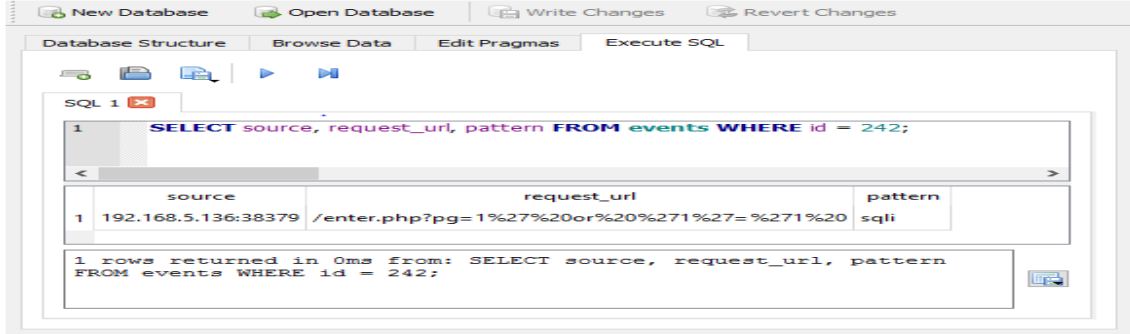 New Database Open Database Write Changes Revert Changes
Database Structure Browse Data Edit Pragmas Execute SQL
SQL 1
1 SELECT source, request_url, pattern FROM events WHERE id = 242;
source request_url pattern
1 192.168.5.136:38379 /enter.php?pg=1%27%20or%20%271%27=%271%20 sqli
1 rows returned in 0ms from: SELECT source, request_url, pattern
FROM events WHERE id = 242;